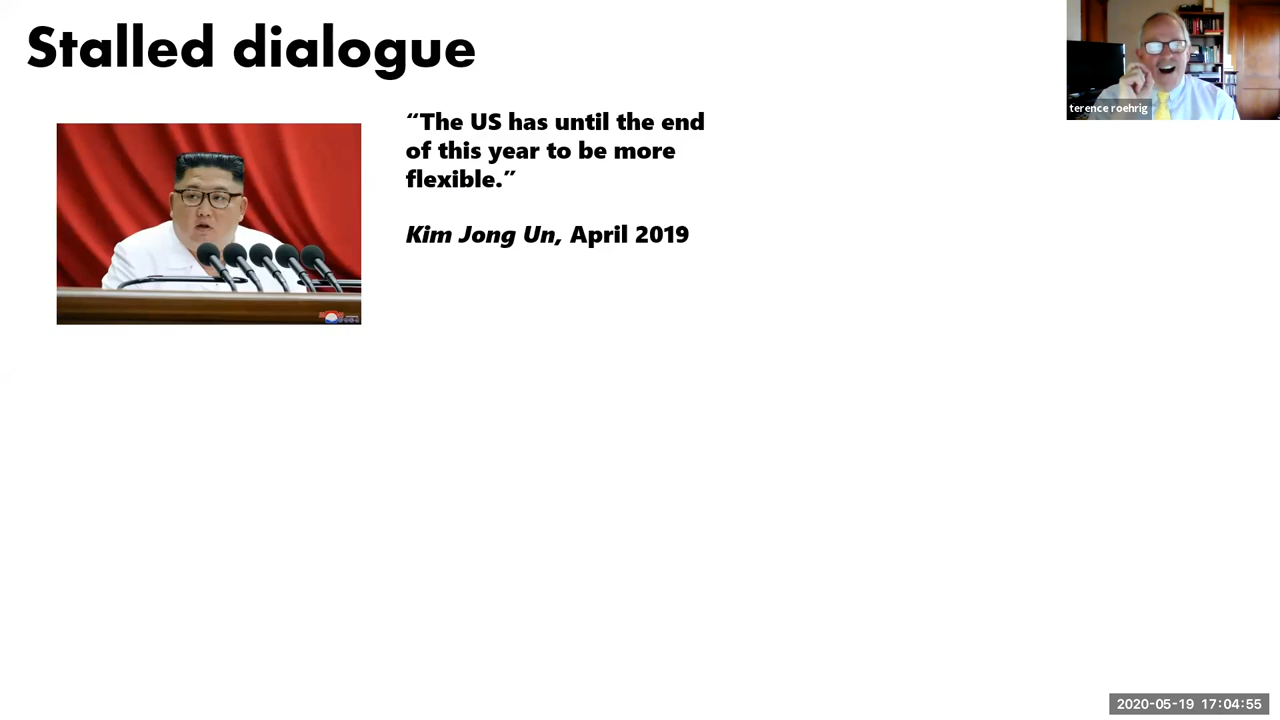 Stalled dialogue
terence roehrig
“The US has until the end
of this year to be more
flexible.”
Kim Jong Un, April 2019
2020-05-19 17:04:55